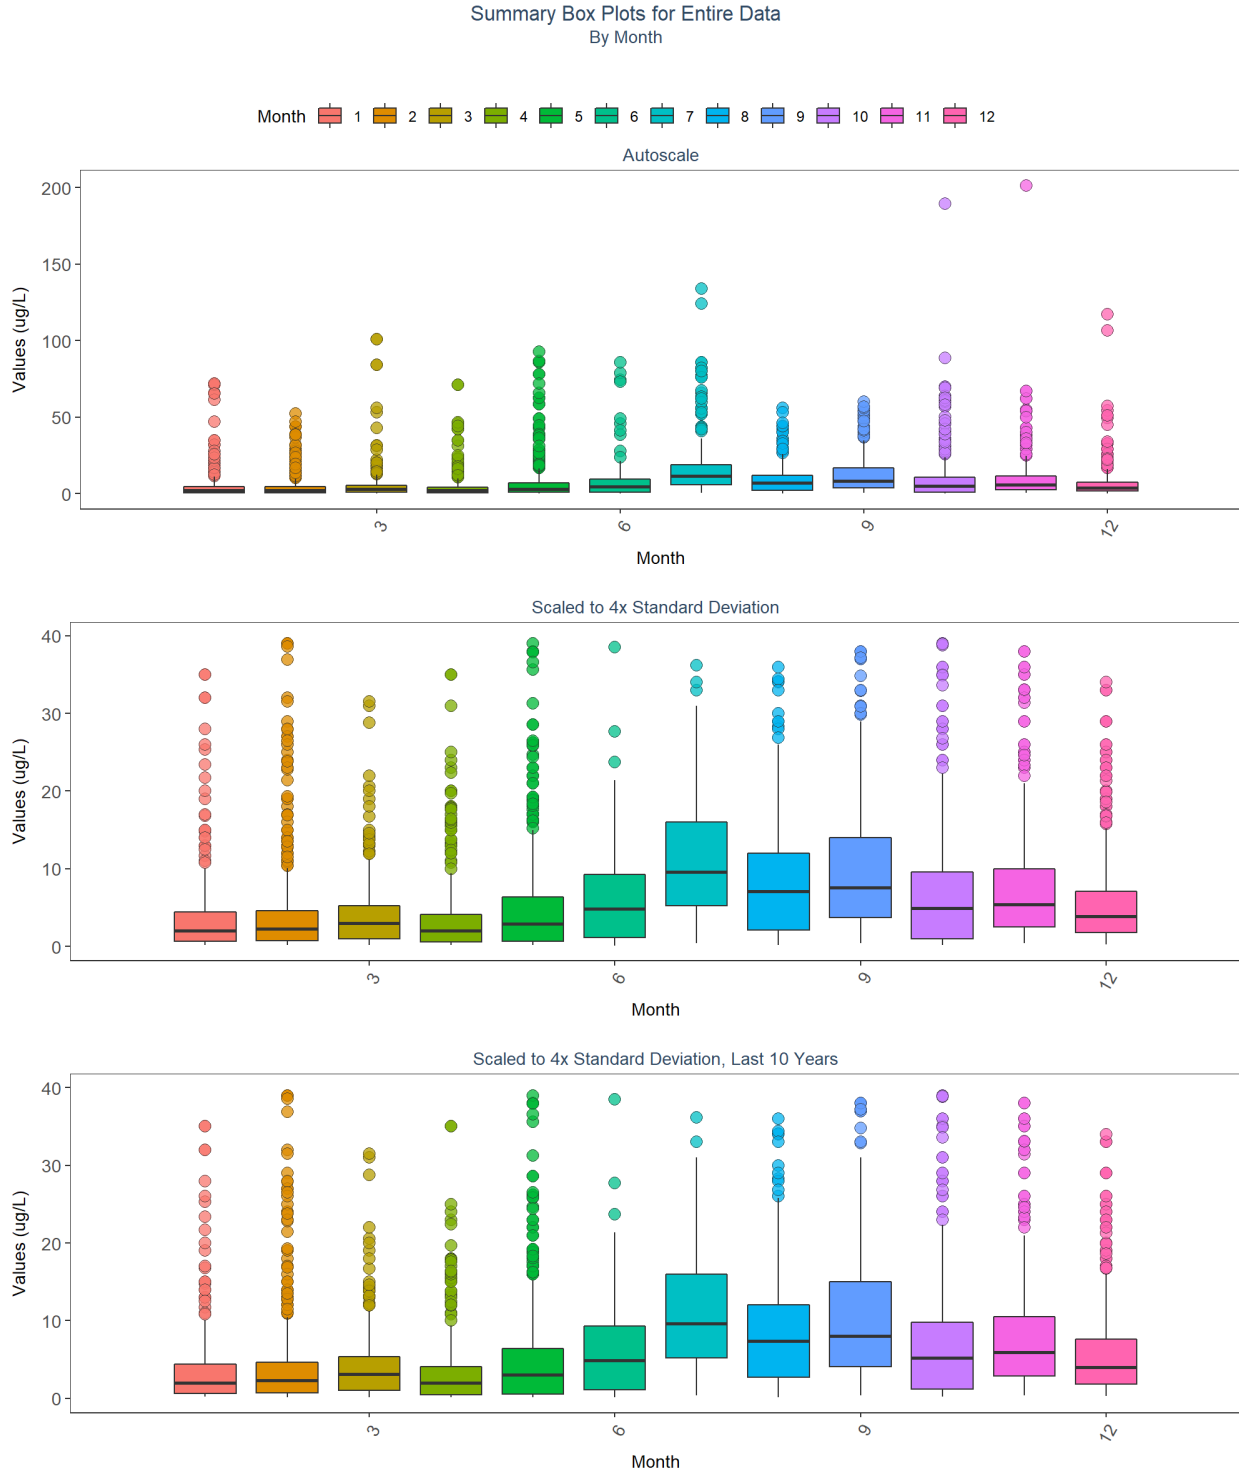 Summary Box Plots for Entire Data
By Month
Month 1 2 3 4 5 6 7 8 9 10 11 12
Autoscale
Values (ug/L)
200
150
100
50
0
3 6 9 12
Month
Scaled to 4x Standard Deviation
Values (ug/L)
40
30
20
10
0
3 6 9 12
Month
Scaled to 4x Standard Deviation, Last 10 Years
Values (ug/L)
40
30
20
10
0
3 6 9 12
Month